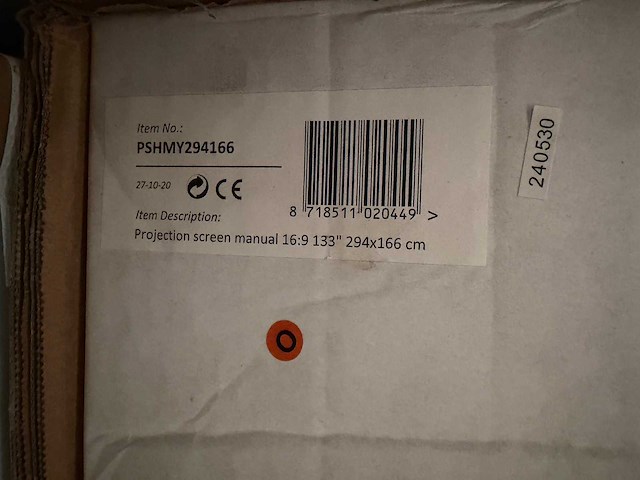 Item No.:
PSHMY294166
27-10-20 CE
Item Description:
8 718511 020449 >
Projection screen manual 16:9 133" 294x166 cm
240530
O